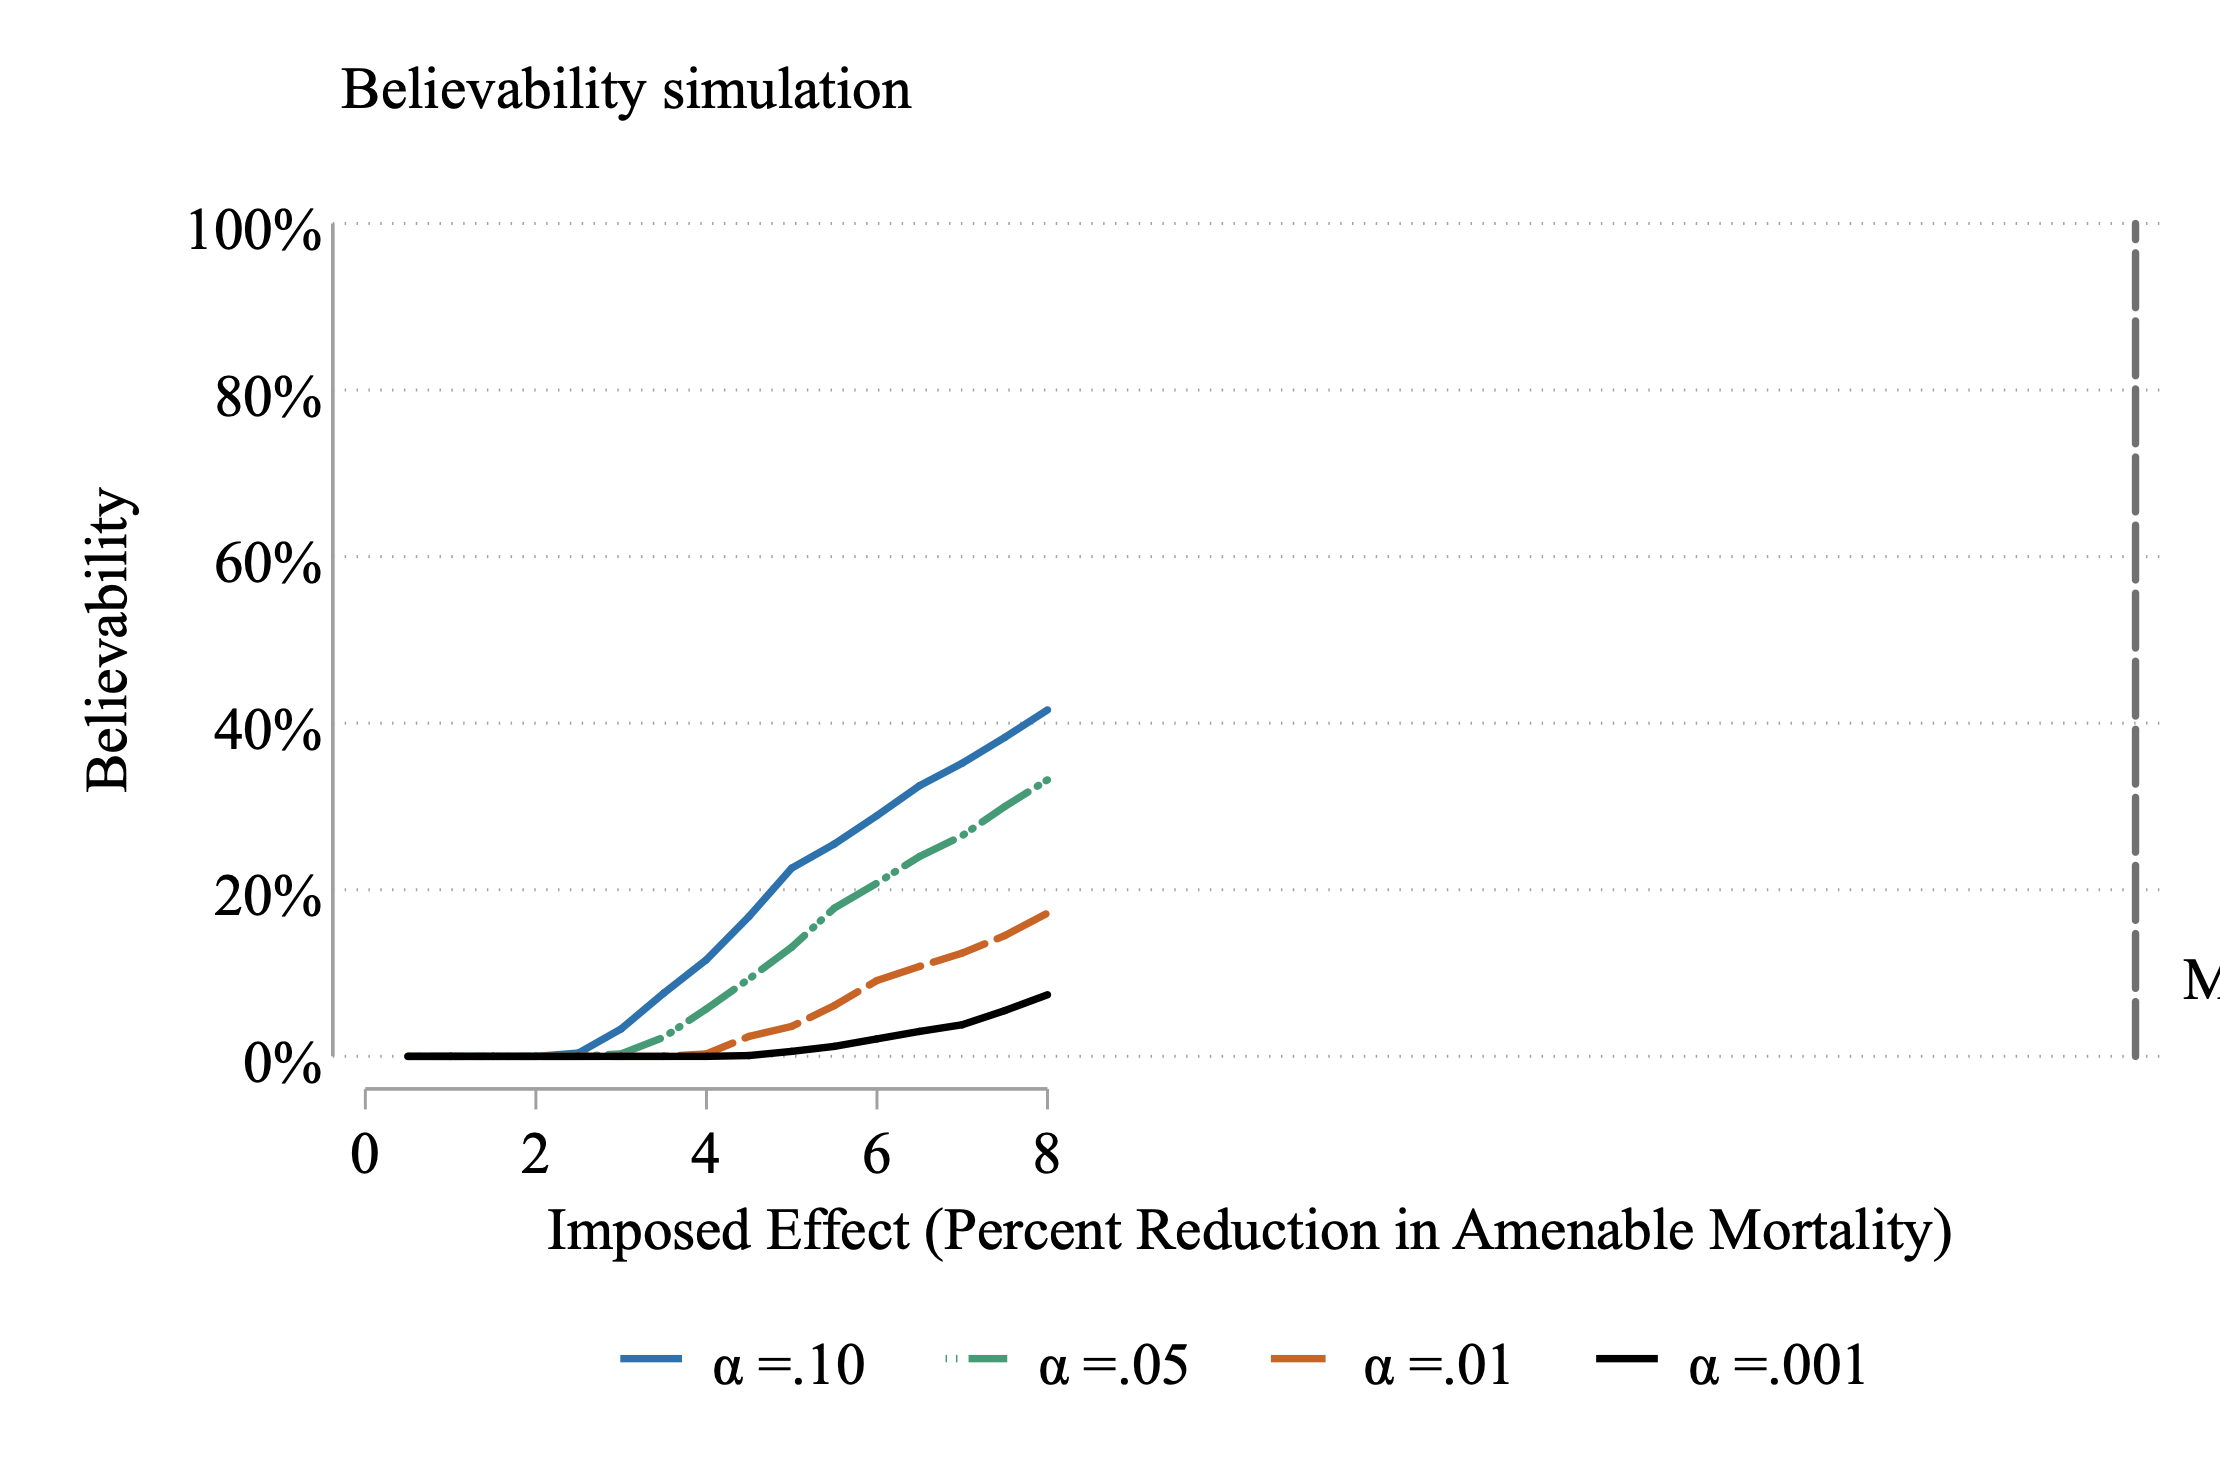 Believability simulation
100%
80%
60%
40%
20%
0%
Believability
M
0 2 4 6 8
Imposed Effect (Percent Reduction in Amenable Mortality)
α =.10 α =.05 α =.01 α =.001